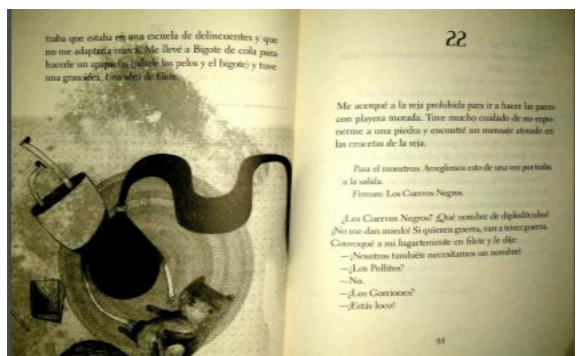 traba que estaba en una escuela de delincuentes y que
no me adaptaría nunca. Me llevé a Bigote de cola para
hacerle un apapacho (jalarle los pelos y el bigote) y tuve
una gran idea. Una idea de filete.
22
Me acerqué a la reja prohibida para ir a hacer las paces
con playera morada. Tuve mucho cuidado de no expo-
nerme a una piedra y encontré un mensaje atorado en
las crucetas de la reja.
Para el monstruo: Arreglemos esto de una vez por todas
a la salida.
Firman: Los Cuervos Negros.
¿Los Cuervos Negros? ¡Qué nombre de diplodóculos!
¡No me dan miedo! Si quieren guerra, van a tener guerra.
Convoqué a mi lugarteniente en filete y le dije:
—¡Nosotros también necesitamos un nombre!
—¿Los Pollitos?
—No.
—¿Los Gorriones?
—¡Estás loco!
55